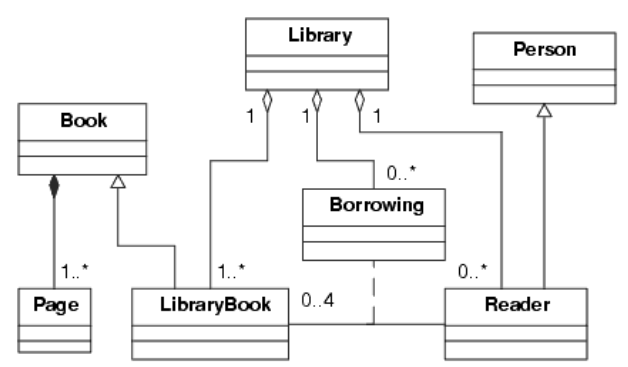 Library
Person
1
1
1
Book
0..*
Borrowing
1..*
1..*
0..4
0..*
Page
LibraryBook
Reader